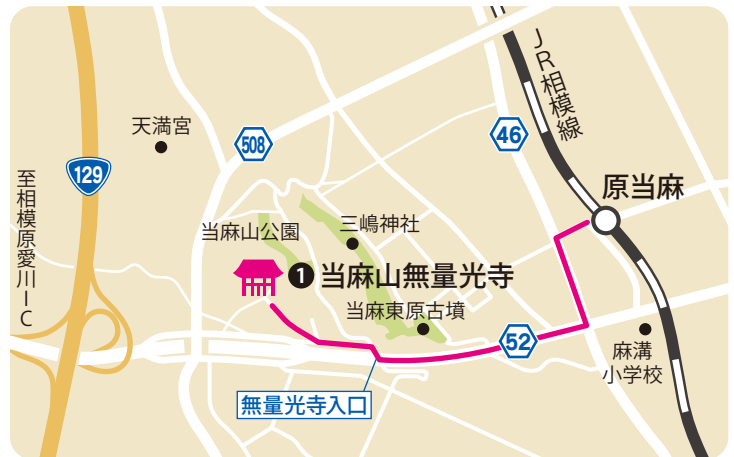 JR相模線
天満宮
508
46
129
原当麻
至相模原愛川IC
三嶋神社
当麻山公園
1 当麻山無量光寺
当麻東原古墳
52
麻溝
小学校
無量光寺入口